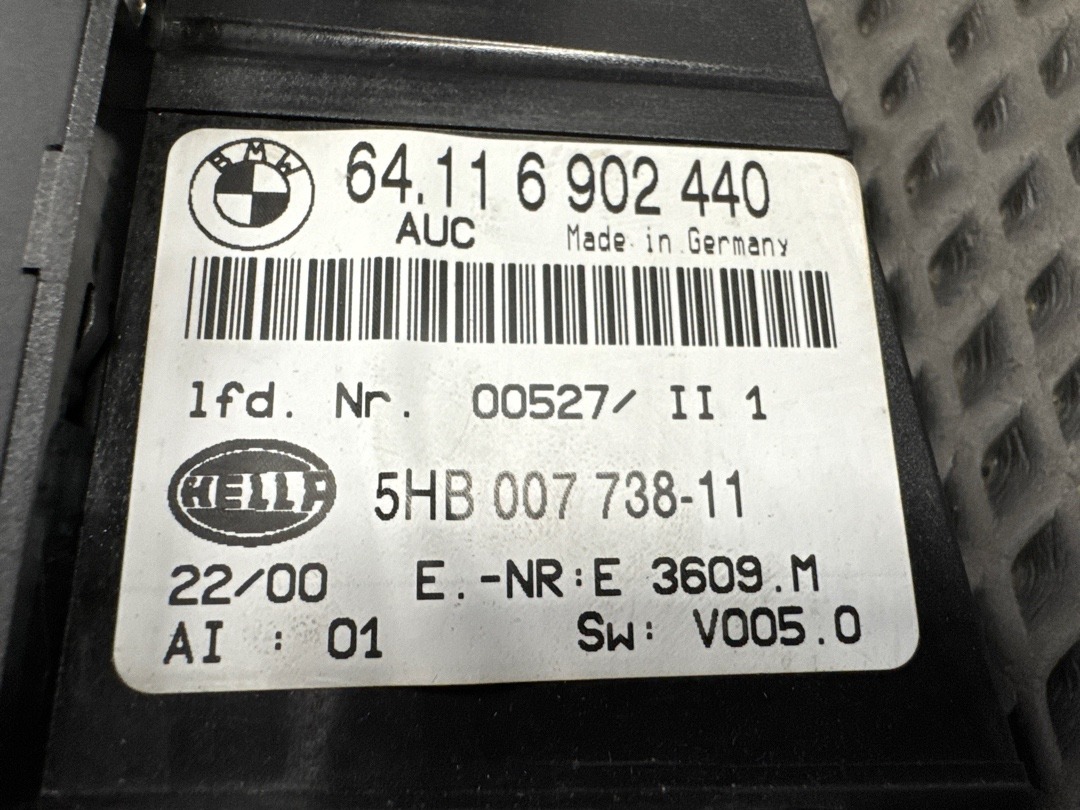 BMW
64.11 6 902 440
AUC Made in Germany
lfd. Nr. 00527/ II 1
HELLA 5HB 007 738-11
22/00 E.-NR:E 3609.M
AI : 01 Sw: V005.0